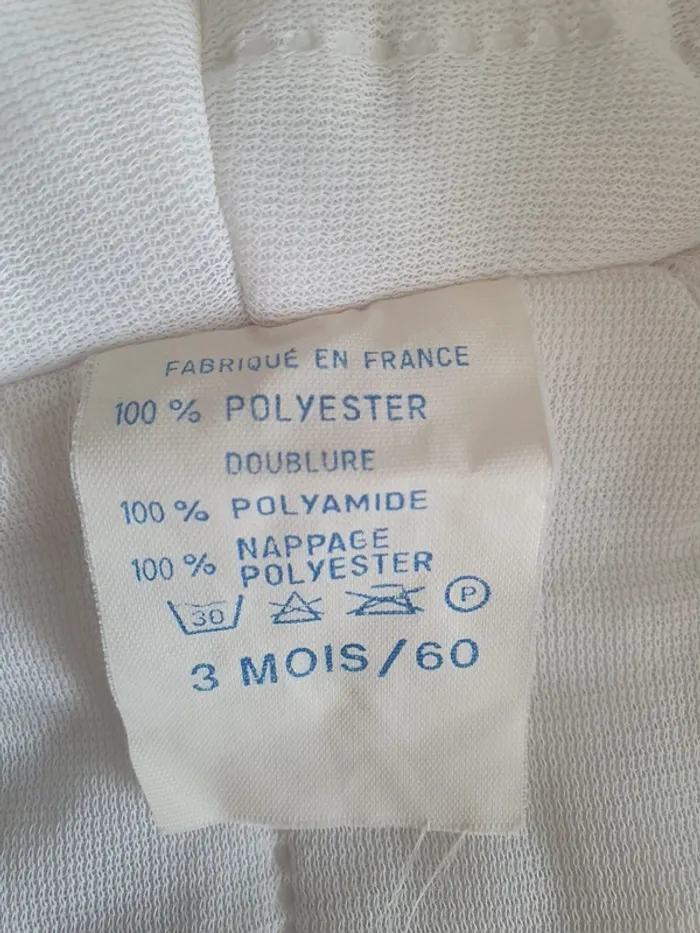 FABRIQUÉ EN FRANCE
100 % POLYESTER
DOUBLURE
100 % POLYAMIDE
100 % NAPPAGE
POLYESTER
30 P
3 MOIS/60